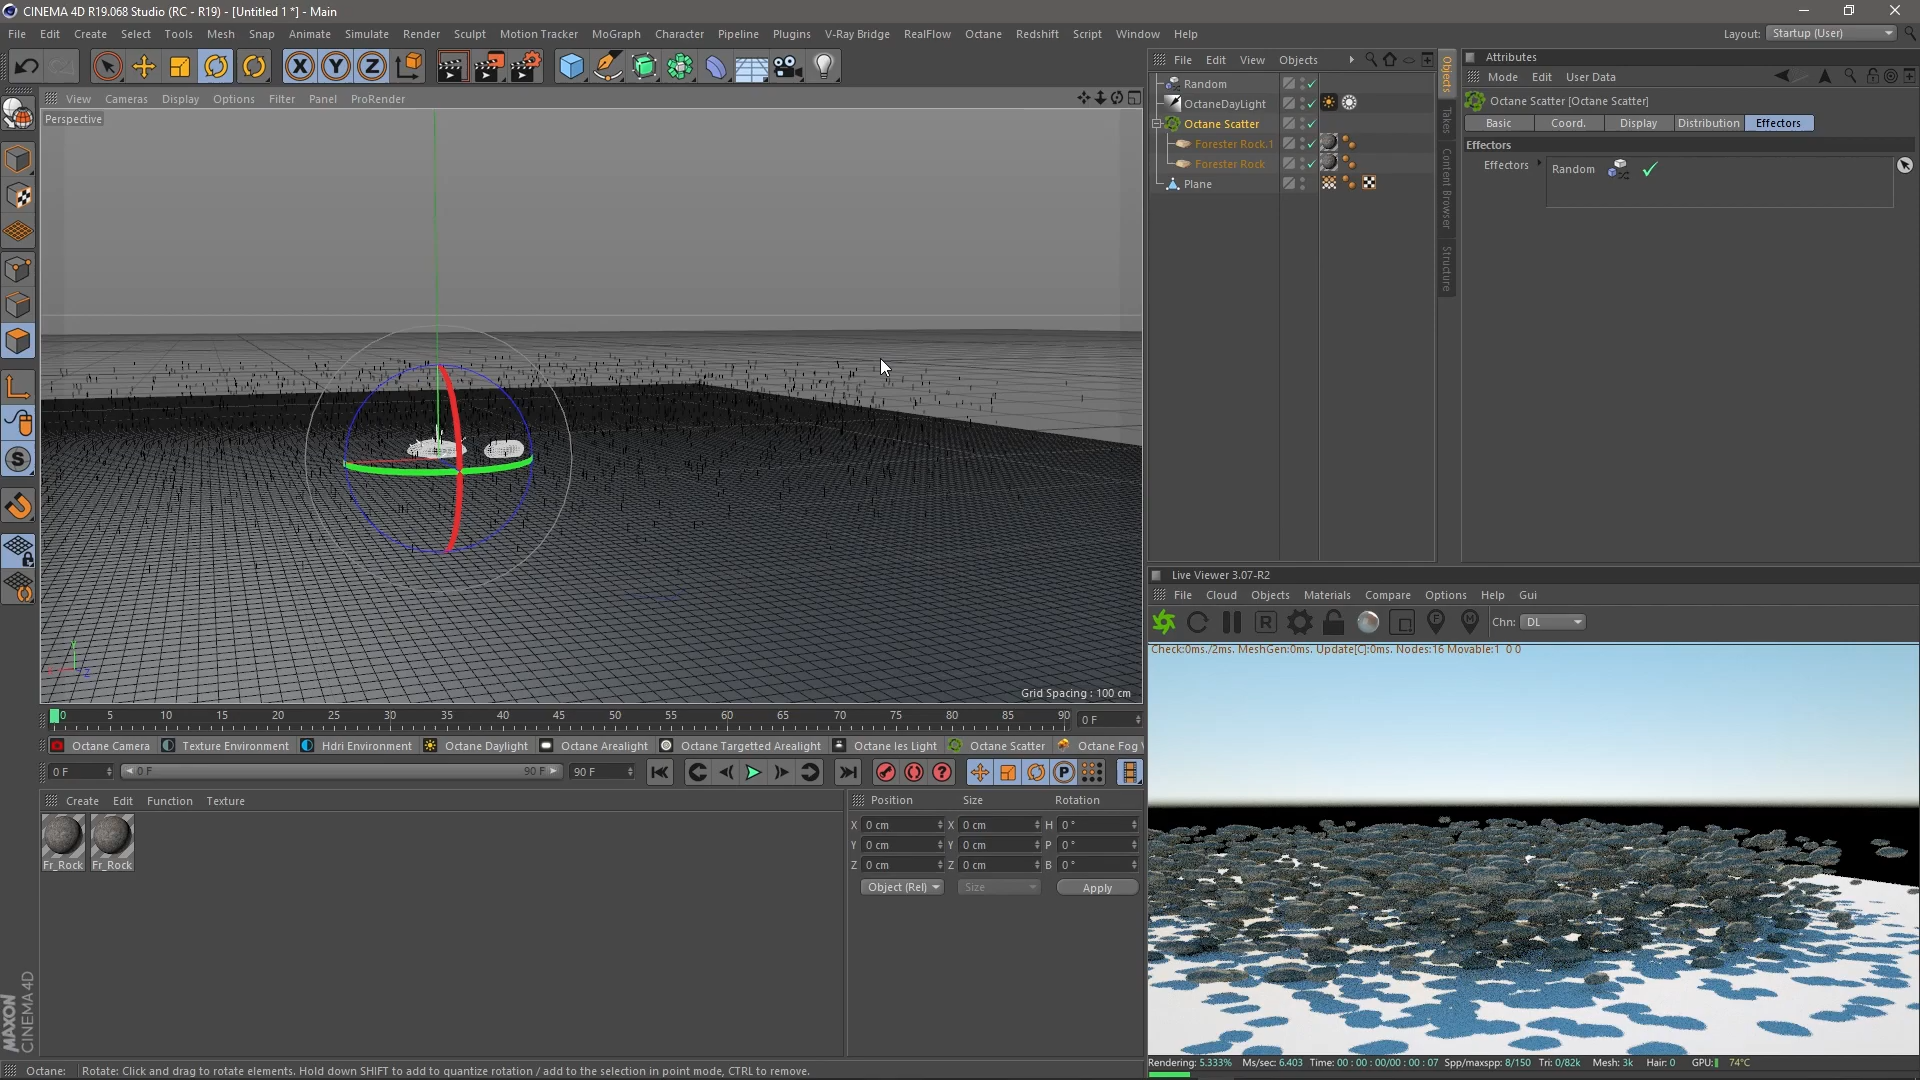 CINEMA 4D R19.068 Studio (RC - R19) - [Untitled 1 *] - Main
File Edit Create Select Tools Mesh Snap Animate Simulate Render Sculpt Motion Tracker MoGraph Character Pipeline Plugins V-Ray Bridge RealFlow Octane Redshift Script Window Help
Layout: Startup (User)
View Cameras Display Options Filter Panel ProRender
Perspective
Grid Spacing : 100 cm
File Edit View Objects
Random
OctaneDayLight
Octane Scatter
Forester Rock.1
Forester Rock
Plane
Objects
Takes
Content Browser
Structure
Attributes
Mode Edit User Data
Octane Scatter [Octane Scatter]
Basic Coord. Display Distribution Effectors
Effectors
Effectors Random
Live Viewer 3.07-R2
File Cloud Objects Materials Compare Options Help Gui
Chn: DL
Check:0ms./2ms. MeshGen:0ms. Update[C]:0ms. Nodes:16 Movable:1 0 0
Rendering: 5.333% Ms/sec: 6.403 Time: 00 : 00 : 00/00 : 00 : 07 Spp/maxspp: 8/150 Tri: 0/82k Mesh: 3k Hair: 0 GPU: 74°C
0 5 10 15 20 25 30 35 40 45 50 55 60 65 70 75 80 85 90 0 F
Octane Camera Texture Environment Hdri Environment Octane Daylight Octane Arealight Octane Targetted Arealight Octane Ies Light Octane Scatter Octane Fog
0 F 0 F 90 F 90 F
Create Edit Function Texture
Fr_Rock Fr_Rock
Position Size Rotation
X 0 cm X 0 cm H 0 °
Y 0 cm Y 0 cm P 0 °
Z 0 cm Z 0 cm B 0 °
Object (Rel) Size Apply
MAXON
CINEMA 4D
Octane: Rotate: Click and drag to rotate elements. Hold down SHIFT to add to quantize rotation / add to the selection in point mode, CTRL to remove.